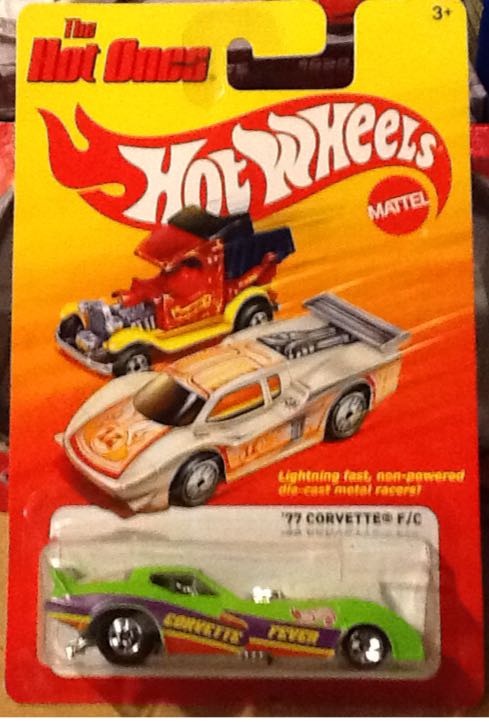 The
Hot Ones
3+
Hot Wheels
MATTEL
Lightning fast, non-powered
die-cast metal racers!
'77 CORVETTE® F/C
CORVETTE FEVER